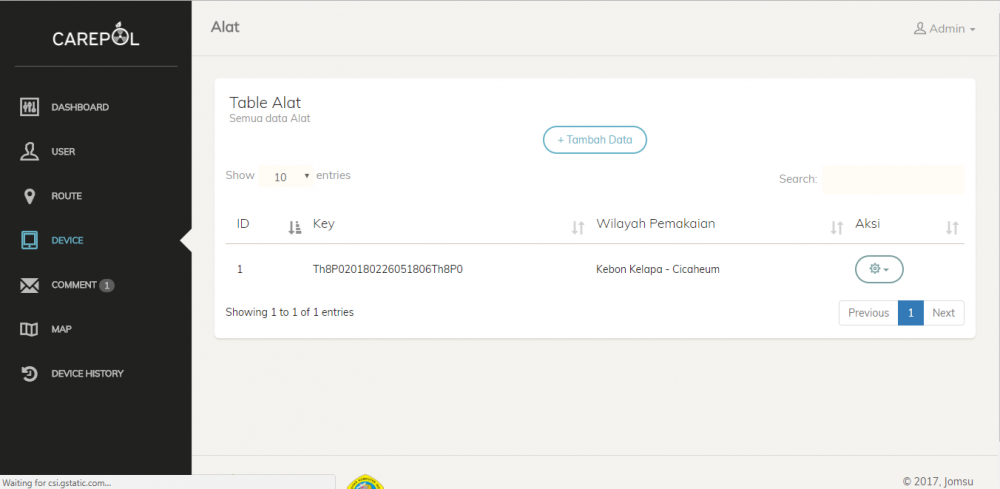 CAREPOL
Alat
Admin
DASHBOARD
USER
ROUTE
DEVICE
COMMENT 1
MAP
DEVICE HISTORY
Table Alat
Semua data Alat
+ Tambah Data
Show 10 entries
Search:
ID Key Wilayah Pemakaian Aksi
1 Th8P020180226051806Th8P0 Kebon Kelapa - Cicaheum
Showing 1 to 1 of 1 entries
Previous 1 Next
Waiting for csi.gstatic.com...
© 2017, Jomsu